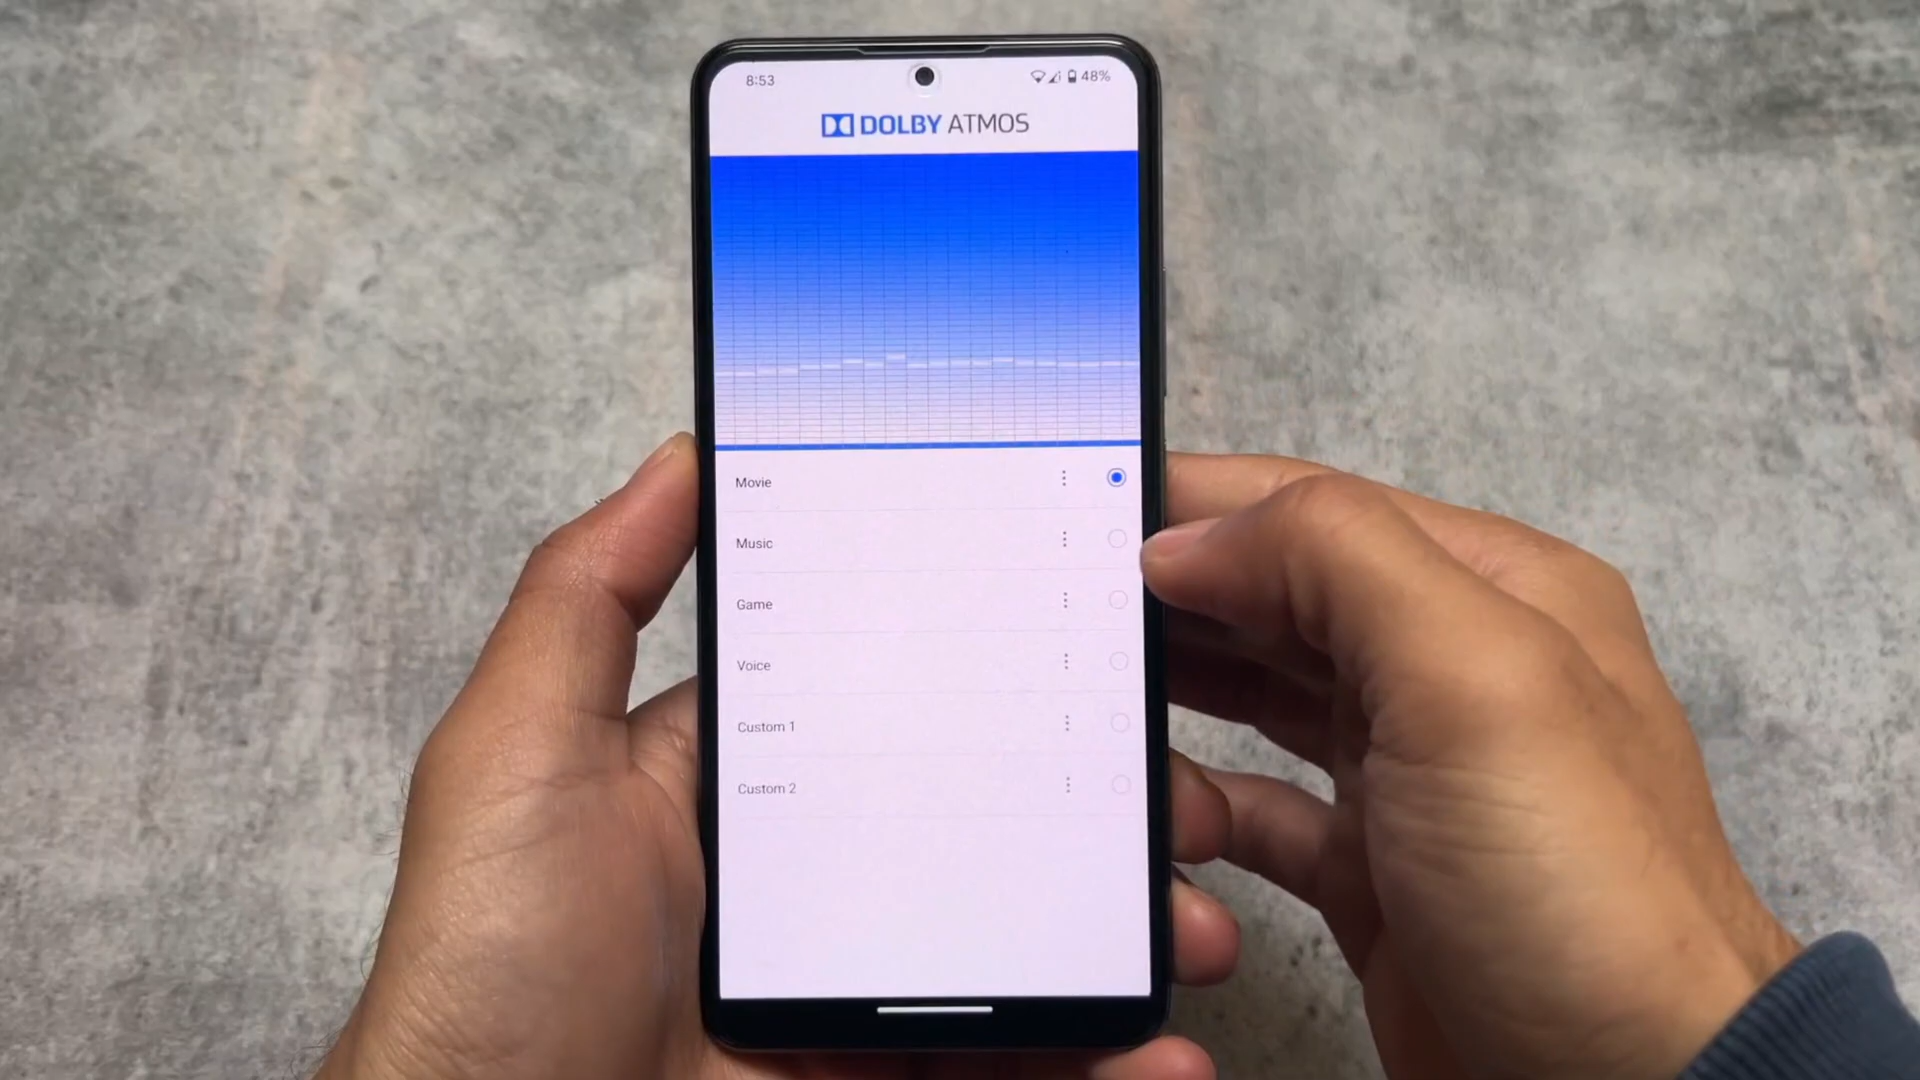 8:53
48%
DOLBY ATMOS
Movie
Music
Game
Voice
Custom 1
Custom 2